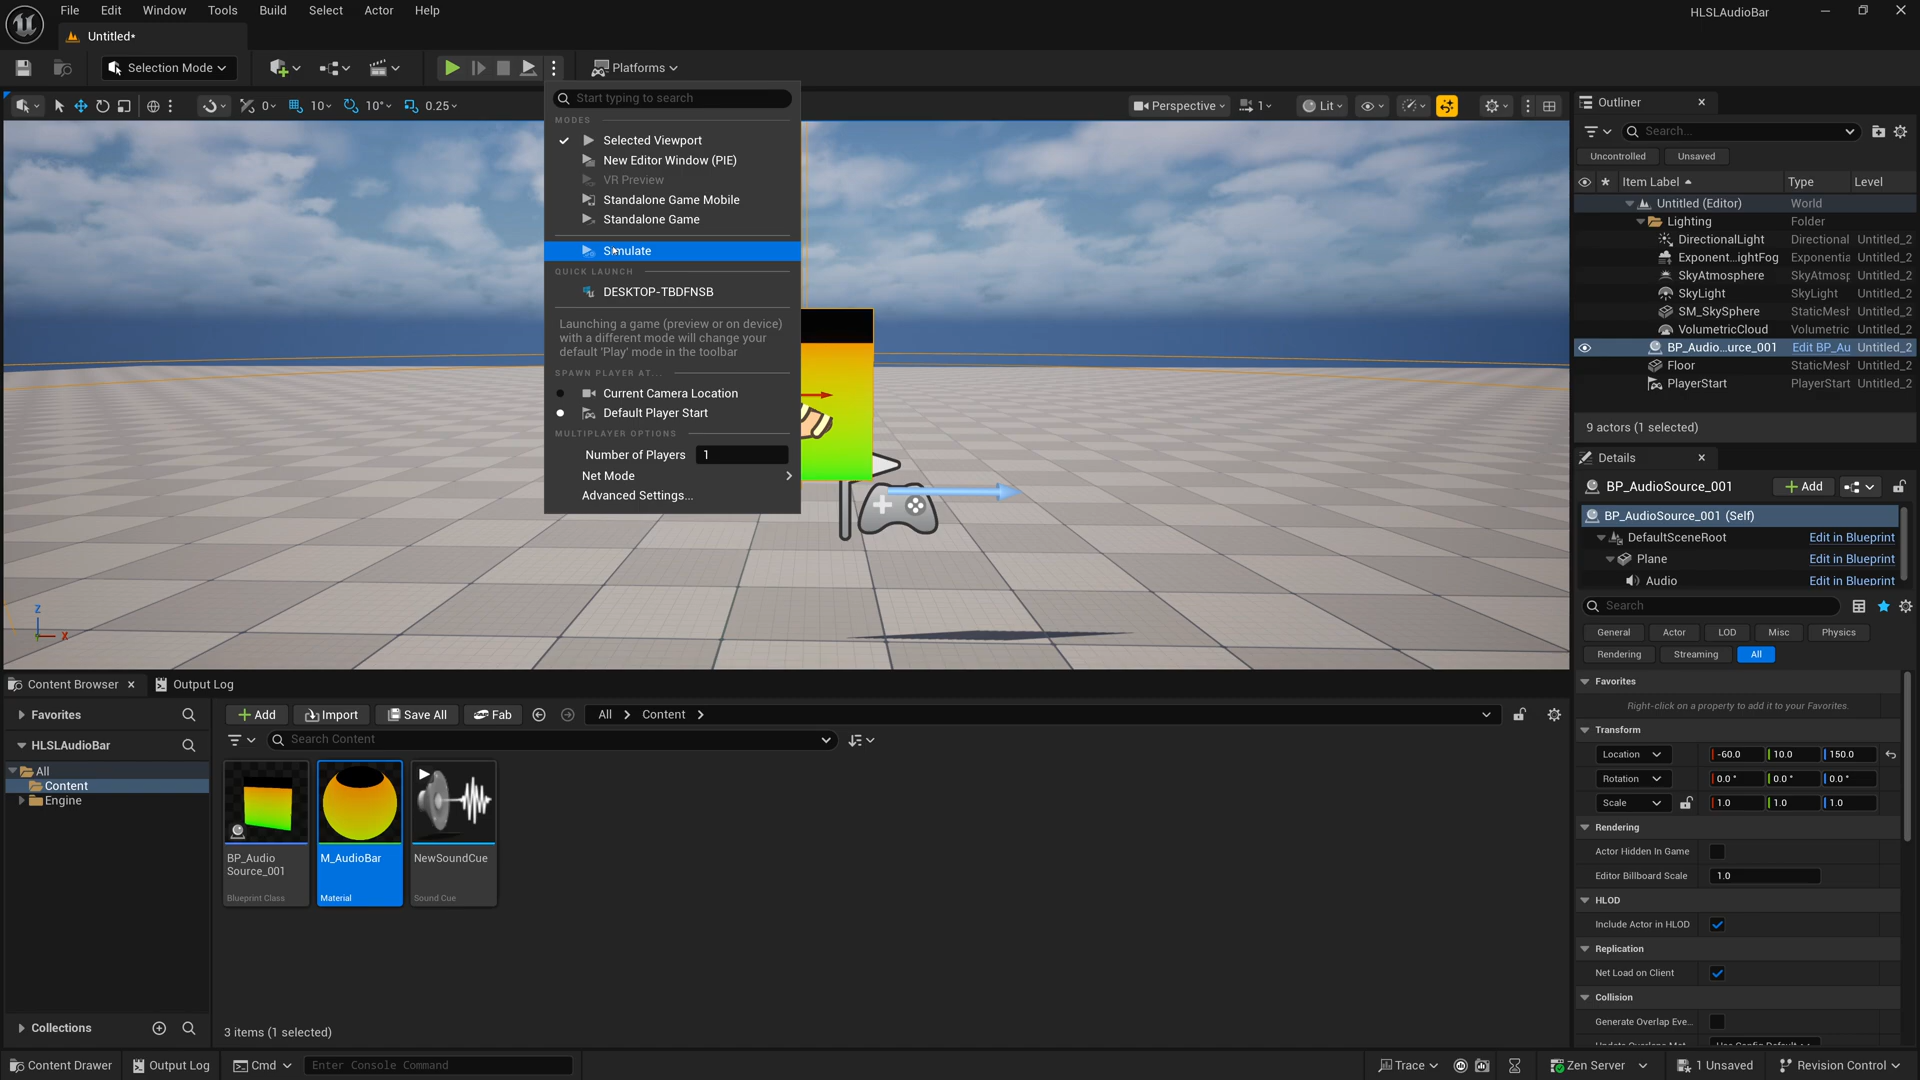 File Edit Window Tools Build Select Actor Help
HLSLAudioBar
Untitled*
Selection Mode
Platforms
0 10 10° 0.25
Perspective 1 Lit
Start typing to search
MODES
Selected Viewport
New Editor Window (PIE)
VR Preview
Standalone Game Mobile
Standalone Game
Simulate
QUICK LAUNCH
DESKTOP-TBDFNSB
Launching a game (preview or on device)
with a different mode will change your
default 'Play' mode in the toolbar
SPAWN PLAYER AT...
Current Camera Location
Default Player Start
MULTIPLAYER OPTIONS
Number of Players 1
Net Mode
Advanced Settings...
Z
X
Outliner
Search...
Uncontrolled Unsaved
Item Label Type Level
Untitled (Editor) World
Lighting Folder
DirectionalLight Directional Untitled_2
Exponent...ightFog Exponentia Untitled_2
SkyAtmosphere SkyAtmosp Untitled_2
SkyLight SkyLight Untitled_2
SM_SkySphere StaticMesh Untitled_2
VolumetricCloud Volumetric Untitled_2
BP_Audio...urce_001 Edit BP_Au Untitled_2
Floor StaticMesh Untitled_2
PlayerStart PlayerStart Untitled_2
9 actors (1 selected)
Details
BP_AudioSource_001 Add
BP_AudioSource_001 (Self)
DefaultSceneRoot Edit in Blueprint
Plane Edit in Blueprint
Audio Edit in Blueprint
Search
General Actor LOD Misc Physics
Rendering Streaming All
Favorites
Right-click on a property to add it to your Favorites.
Transform
Location -60.0 10.0 150.0
Rotation 0.0° 0.0° 0.0°
Scale 1.0 1.0 1.0
Rendering
Actor Hidden In Game
Editor Billboard Scale 1.0
HLOD
Include Actor in HLOD
Replication
Net Load on Client
Collision
Generate Overlap Eve...
Content Browser Output Log
Favorites
HLSLAudioBar
All
Content
Engine
Collections
Add Import Save All Fab All Content
Search Content
BP_Audio
Source_001
Blueprint Class
M_AudioBar
Material
NewSoundCue
Sound Cue
3 items (1 selected)
Content Drawer Output Log Cmd Enter Console Command Trace Zen Server 1 Unsaved Revision Control